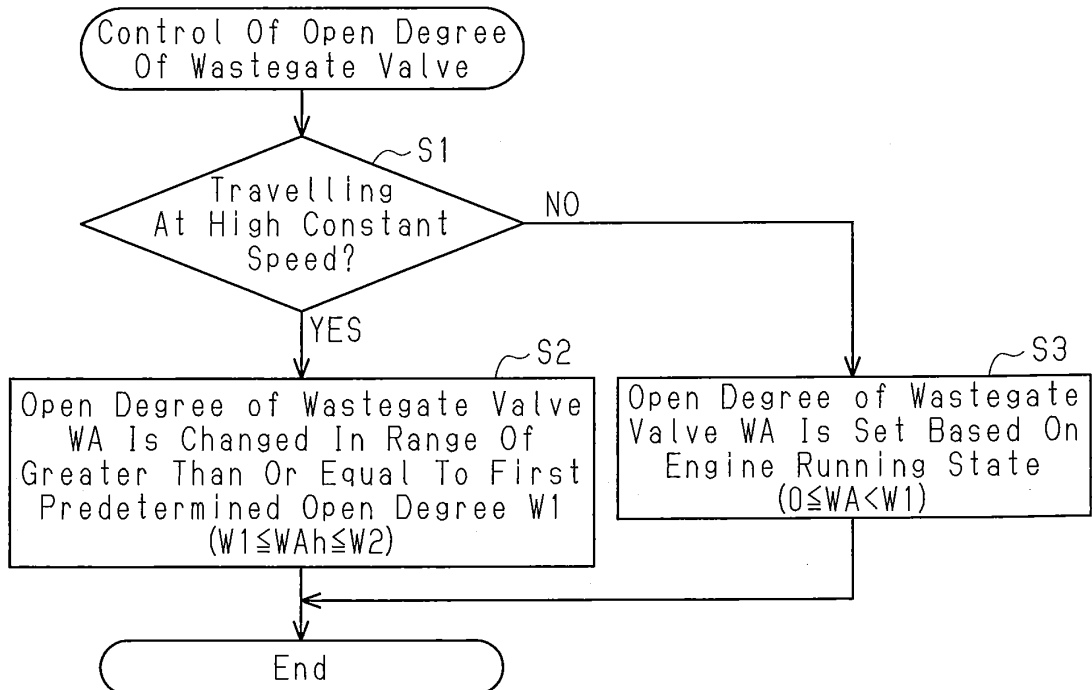 Control Of Open Degree
Of Wastegate Valve
S1
Travelling
At High Constant
Speed?
NO
YES
S2
Open Degree of Wastegate Valve
WA Is Changed In Range Of
Greater Than Or Equal To First
Predetermined Open Degree W1
(W1≦WAh≦W2)
S3
Open Degree of Wastegate
Valve WA Is Set Based On
Engine Running State
(0≦WA<W1)
End